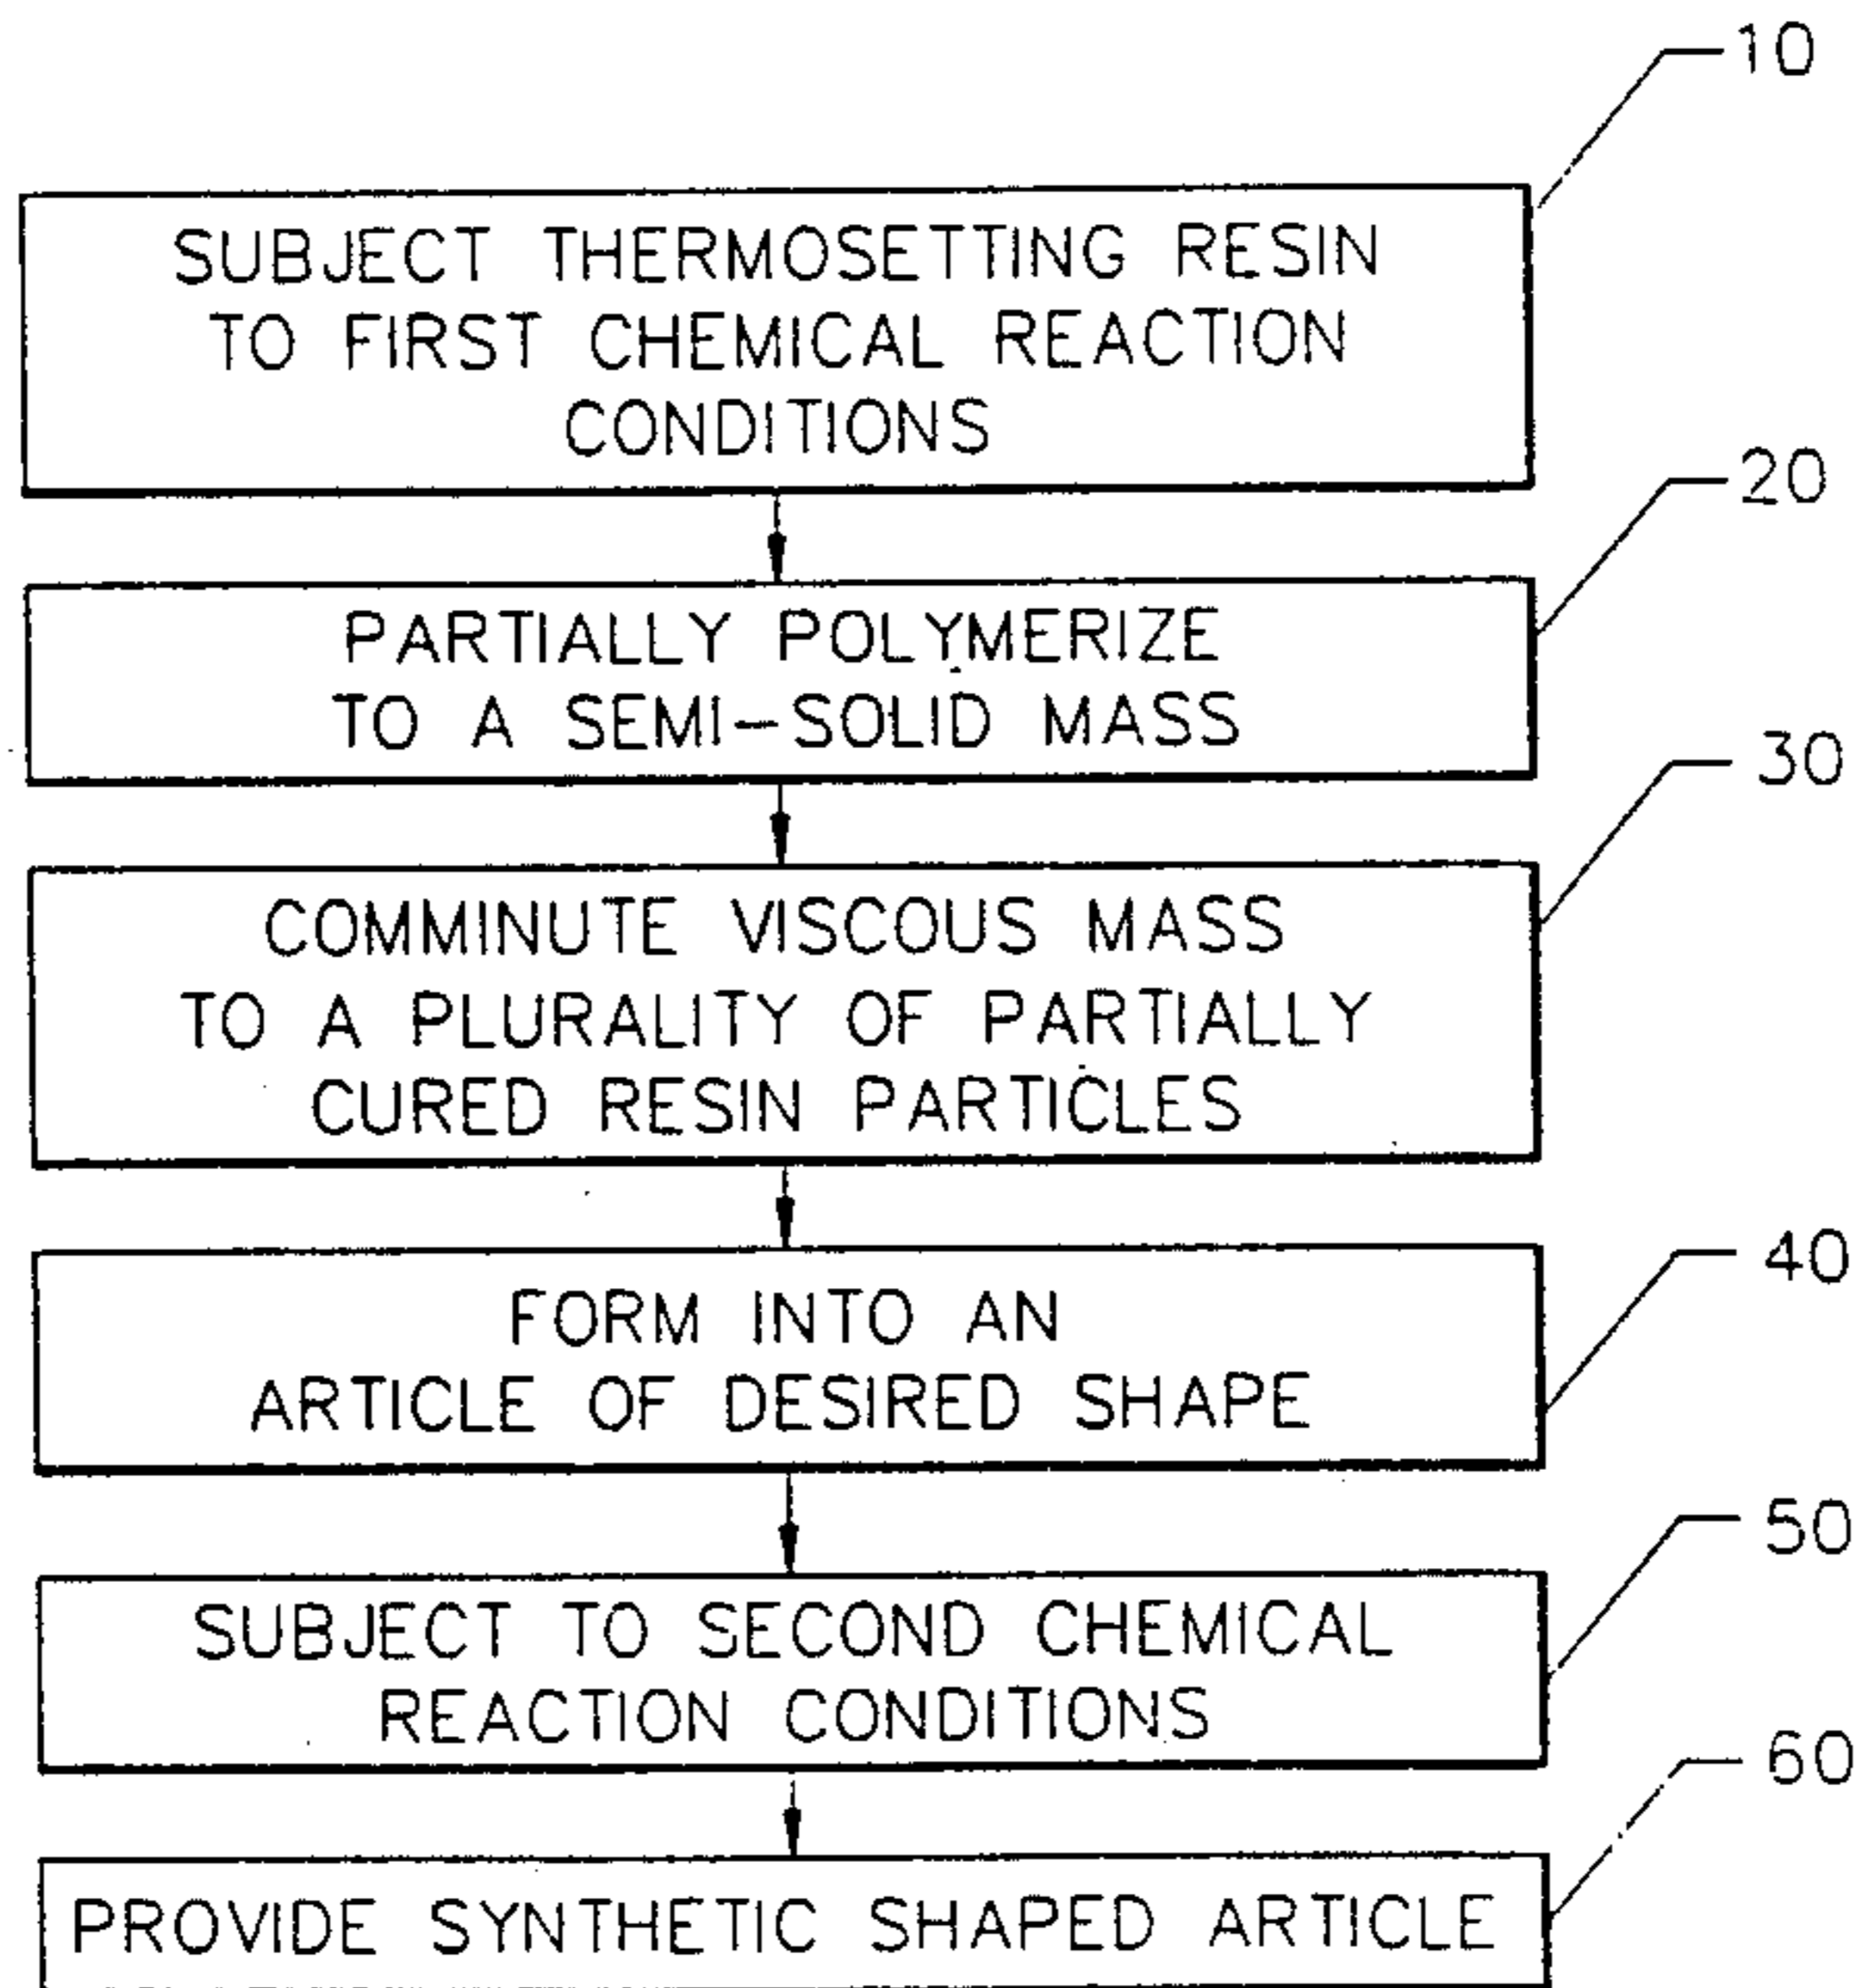 10
SUBJECT THERMOSETTING RESIN
TO FIRST CHEMICAL REACTION
CONDITIONS
20
PARTIALLY POLYMERIZE
TO A SEMI-SOLID MASS
30
COMMINUTE VISCOUS MASS
TO A PLURALITY OF PARTIALLY
CURED RESIN PARTICLES
40
FORM INTO AN
ARTICLE OF DESIRED SHAPE
50
SUBJECT TO SECOND CHEMICAL
REACTION CONDITIONS
60
PROVIDE SYNTHETIC SHAPED ARTICLE